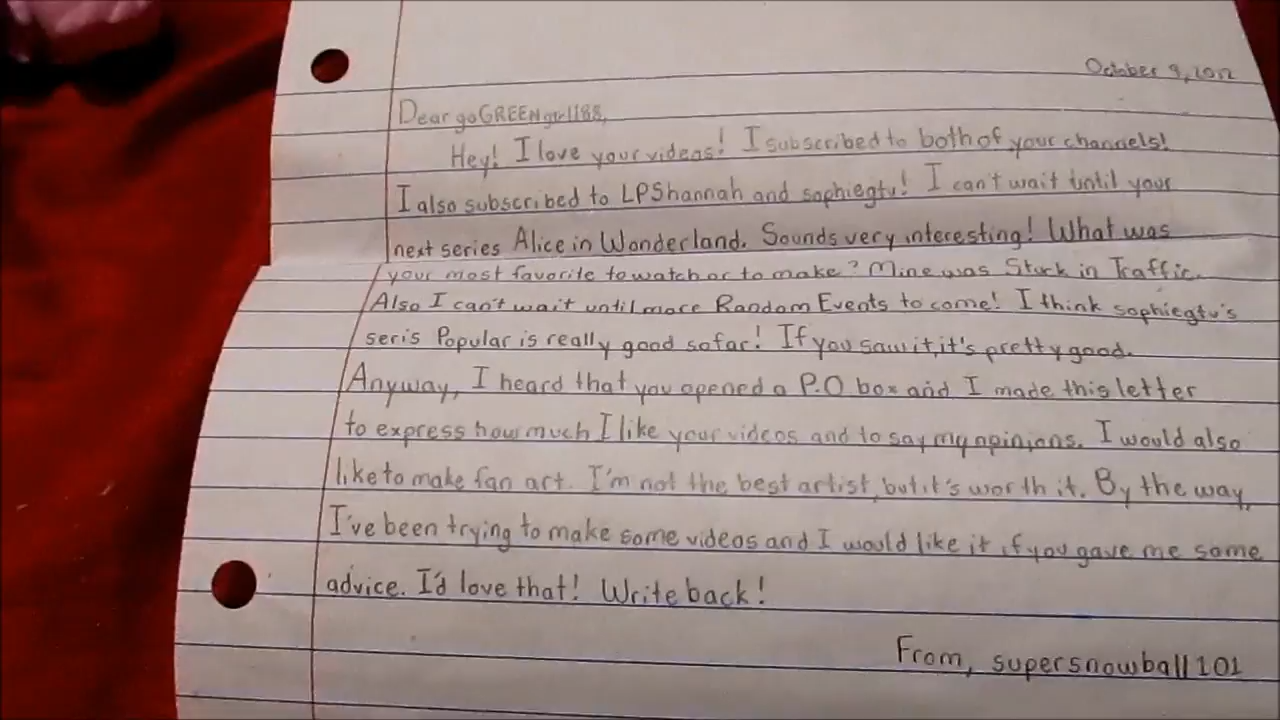 October 9, 2012
Dear goGREENgirl188,
Hey! I love your videos! I subscribed to both of your channels!
I also subscribed to LPShannah and sophiegtv! I can't wait until your
next series Alice in Wonderland. Sounds very interesting! What was
your most favorite to watch or to make? Mine was Stuck in Traffic.
Also I can't wait until more Random Events to come! I think sophiegtv's
seris Popular is really good so far! If you saw it, it's pretty good.
Anyway, I heard that you opened a P.O box and I made this letter
to express how much I like your videos and to say my opinions. I would also
like to make fan art. I'm not the best artist, but it's worth it. By the way,
I've been trying to make some videos and I would like it if you gave me some
advice. I'd love that! Write back!
From, supersnowball101